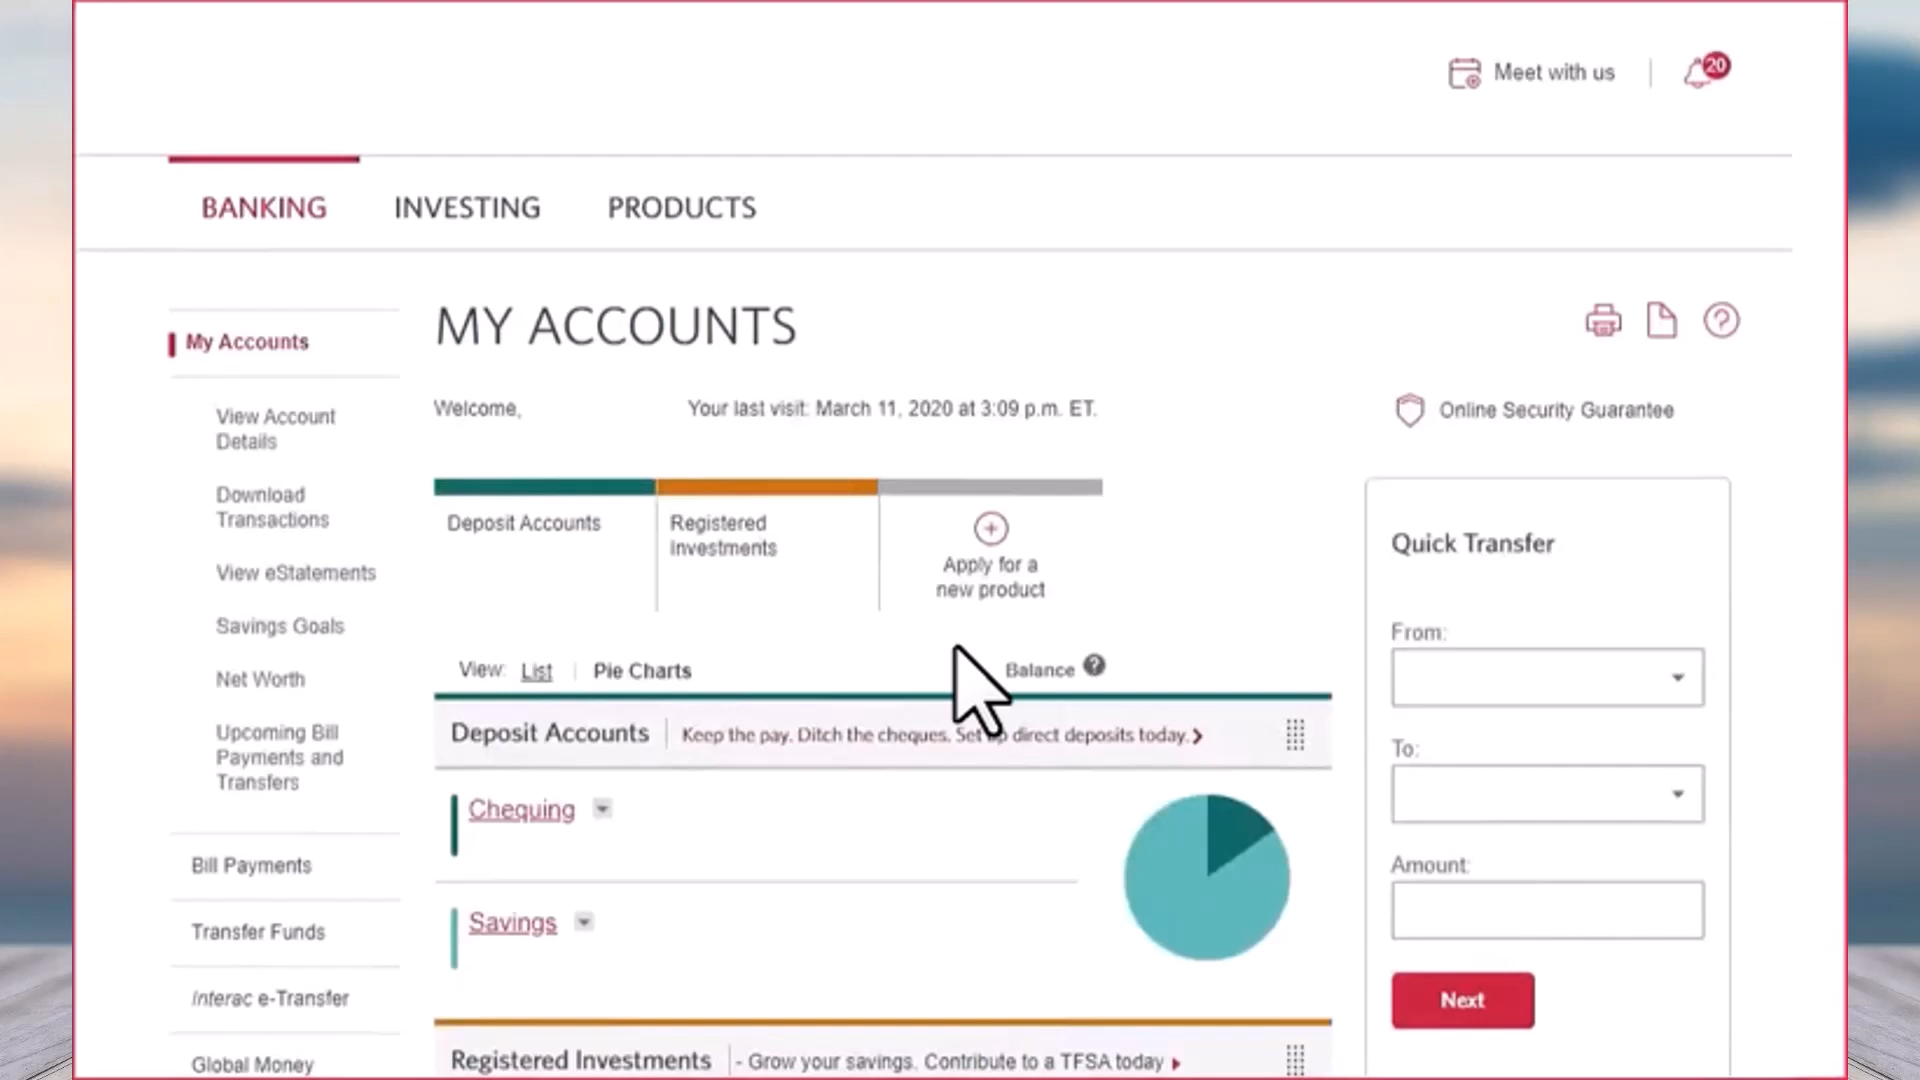 Meet with us
20
BANKING
INVESTING
PRODUCTS
My Accounts
View Account
Details
Download
Transactions
View eStatements
Savings Goals
Net Worth
Upcoming Bill
Payments and
Transfers
Bill Payments
Transfer Funds
Interac e-Transfer
Global Money
MY ACCOUNTS
Welcome,
Your last visit: March 11, 2020 at 3:09 p.m. ET.
Deposit Accounts
Registered
Investments
Apply for a
new product
View: List | Pie Charts
Balance
Deposit Accounts
Keep the pay. Ditch the cheques. Set direct deposits today.
Chequing
Savings
Registered Investments
- Grow your savings. Contribute to a TFSA today
Online Security Guarantee
Quick Transfer
From:
To:
Amount:
Next